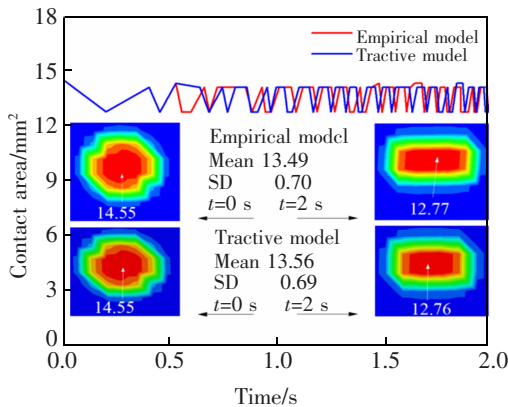 Empirical model
Tractive mudel
18
15
12
9
6
3
0
Contact area/mm²
Empirical modcl
Mean 13.49
SD 0.70
t=0 s t=2 s
14.55
12.77
Tractive model
Mean 13.56
SD 0.69
t=0 s t=2 s
14.55
12.76
0.0 0.5 1.0 1.5 2.0
Time/s